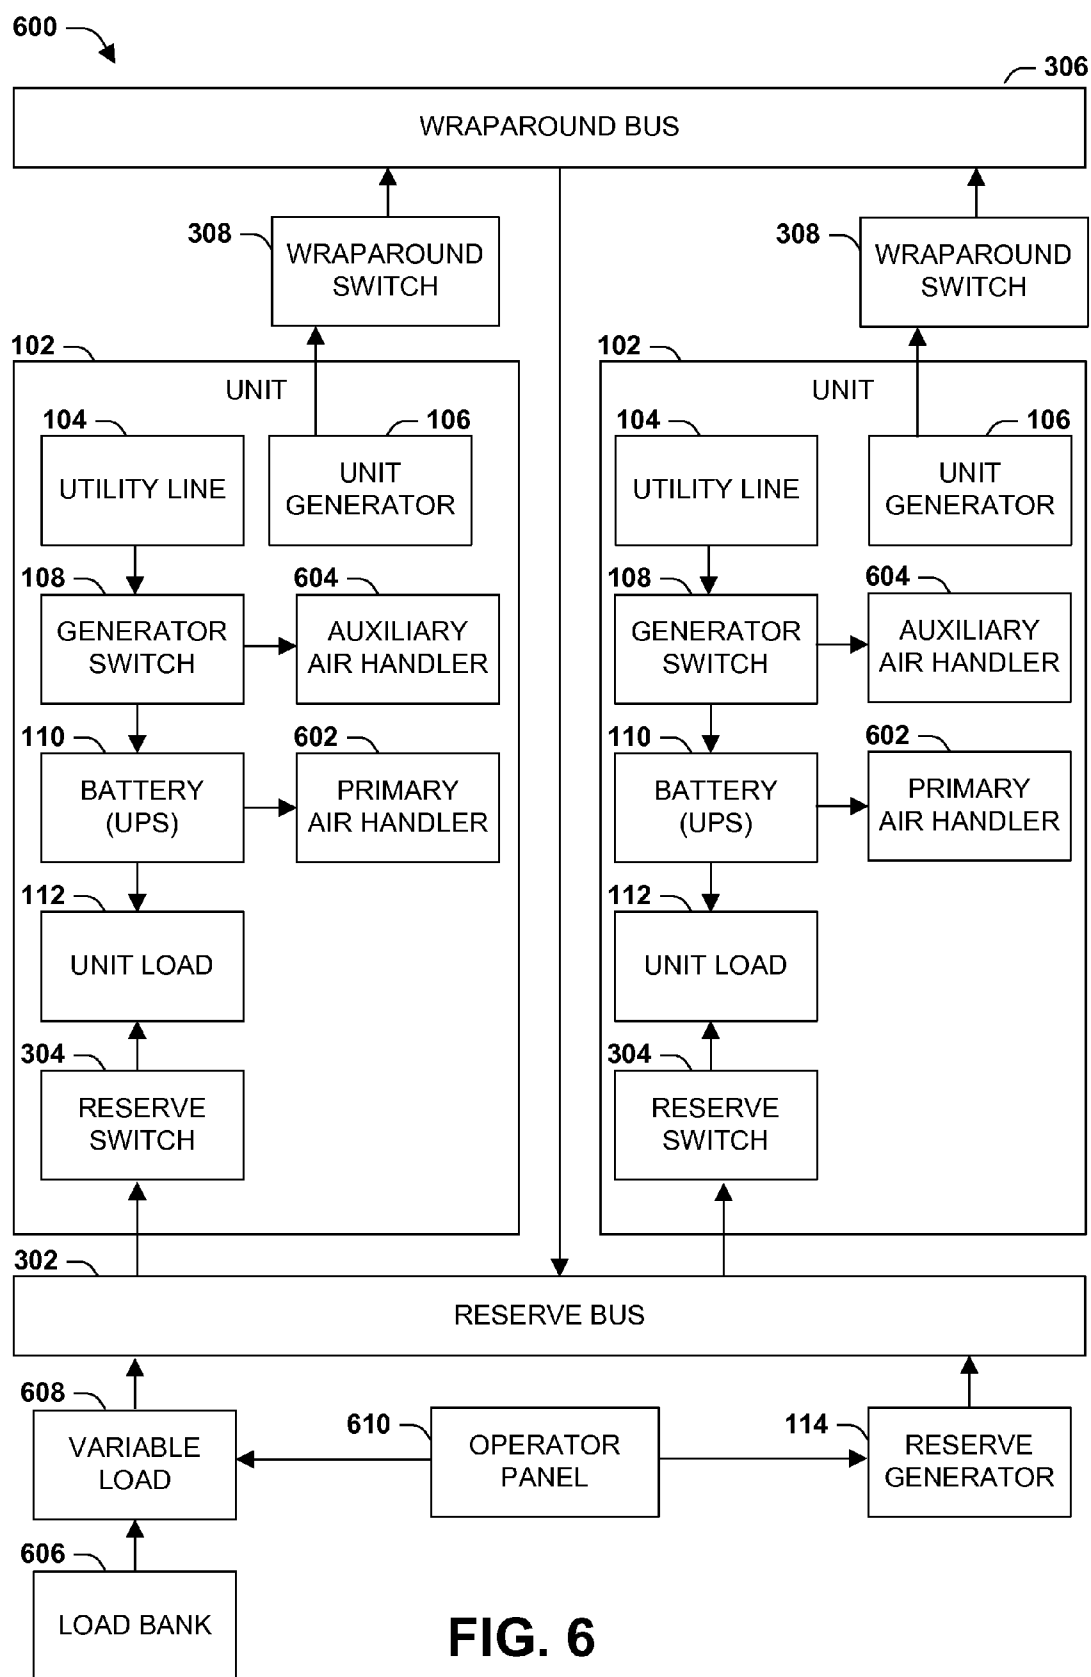 600
306
WRAPAROUND BUS
308
WRAPAROUND
SWITCH
308
WRAPAROUND
SWITCH
102
UNIT
104
106
UTILITY LINE
UNIT
GENERATOR
108
604
GENERATOR
SWITCH
AUXILIARY
AIR HANDLER
110
602
BATTERY
(UPS)
PRIMARY
AIR HANDLER
112
UNIT LOAD
304
RESERVE
SWITCH
102
UNIT
104
106
UTILITY LINE
UNIT
GENERATOR
108
604
GENERATOR
SWITCH
AUXILIARY
AIR HANDLER
110
602
BATTERY
(UPS)
PRIMARY
AIR HANDLER
112
UNIT LOAD
304
RESERVE
SWITCH
302
RESERVE BUS
608
VARIABLE
LOAD
610
OPERATOR
PANEL
114
RESERVE
GENERATOR
606
LOAD BANK
FIG. 6